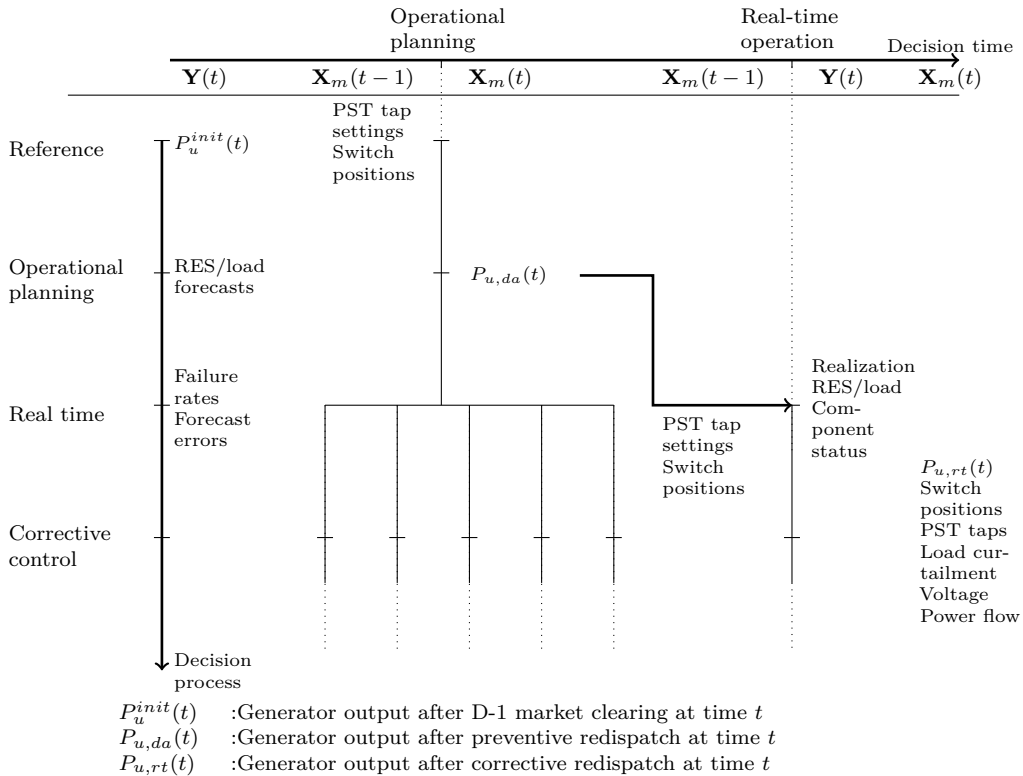 Operational
planning
Real-time
operation
Decision time
Y(t)
X_m(t − 1)
X_m(t)
X_m(t − 1)
Y(t)
X_m(t)
PST tap
settings
Switch
positions
Reference
P_u^{init}(t)
Operational
planning
RES/load
forecasts
P_{u,da}(t)
Real time
Failure
rates
Forecast
errors
PST tap
settings
Switch
positions
Realization
RES/load
Com-
ponent
status
Corrective
control
P_{u,rt}(t)
Switch
positions
PST taps
Load cur-
tailment
Voltage
Power flow
Decision
process
P_u^{init}(t) :Generator output after D-1 market clearing at time t
P_{u,da}(t) :Generator output after preventive redispatch at time t
P_{u,rt}(t) :Generator output after corrective redispatch at time t